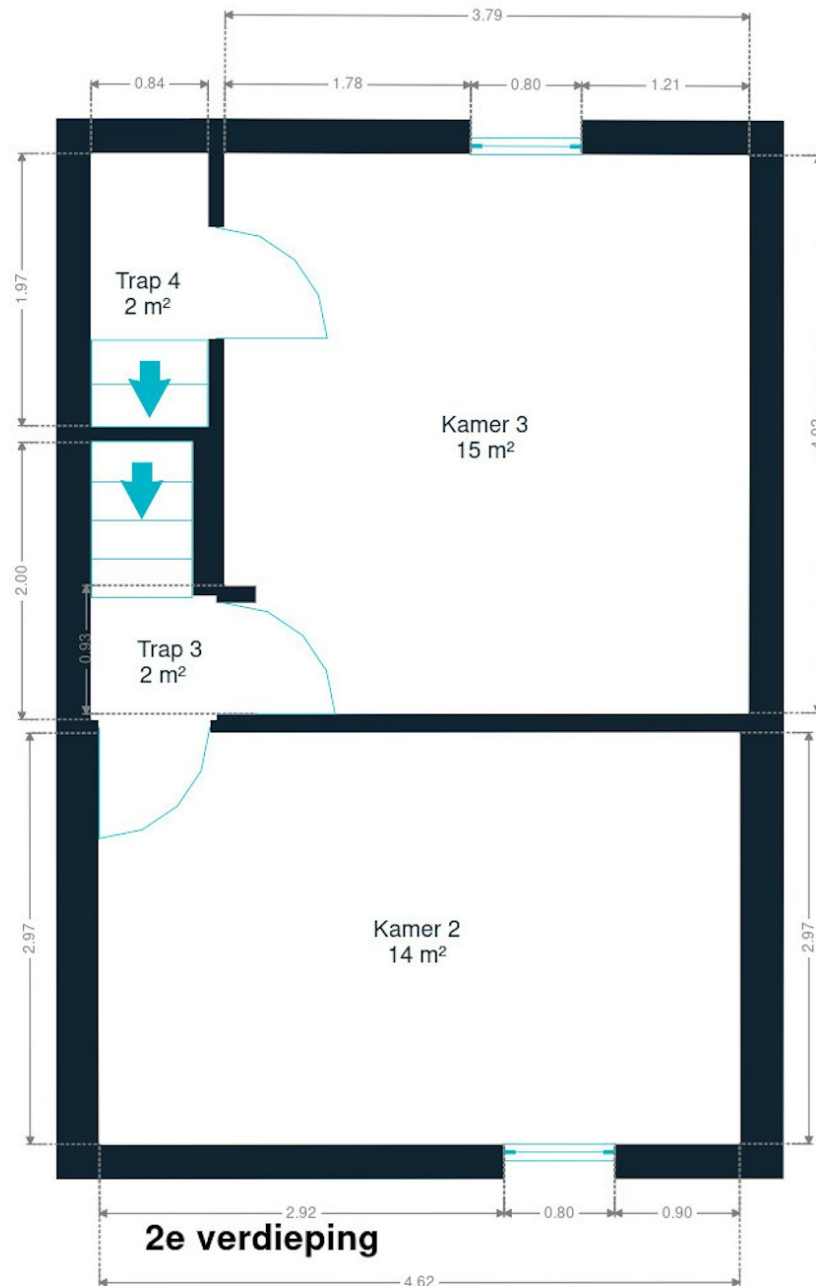 3.79
0.84
1.78
0.80
1.21
1.97
Trap 4
2 m²
Kamer 3
15 m²
2.00
0.93
Trap 3
2 m²
2.97
Kamer 2
14 m²
2.97
2.92
0.80
0.90
2e verdieping
4.62